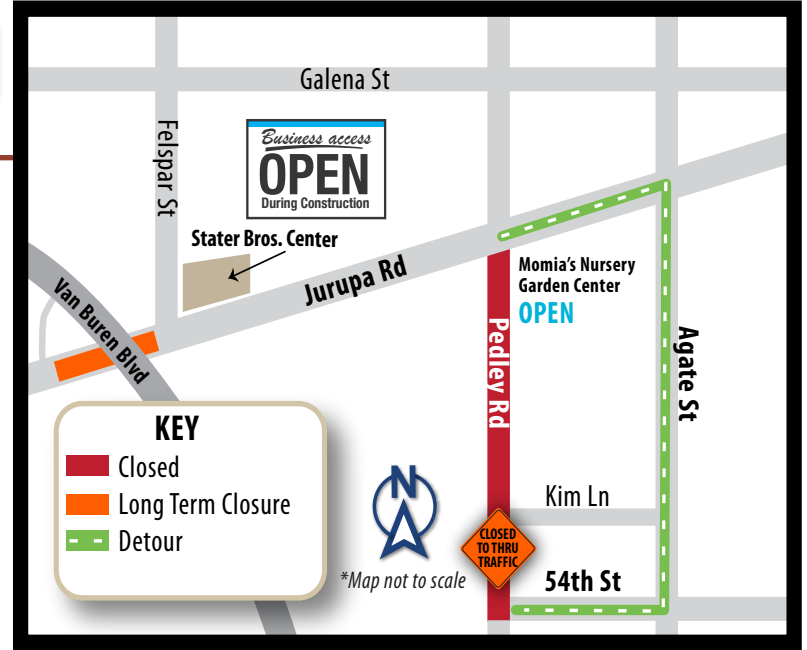 Galena St
Felspar St
Business access
OPEN
During Construction
Stater Bros. Center
Jurupa Rd
Van Buren Blvd
Momia's Nursery
Garden Center
OPEN
Pedley Rd
Agate St
KEY
Closed
Long Term Closure
Detour
N
*Map not to scale
Kim Ln
CLOSED
TO THRU
TRAFFIC
54th St